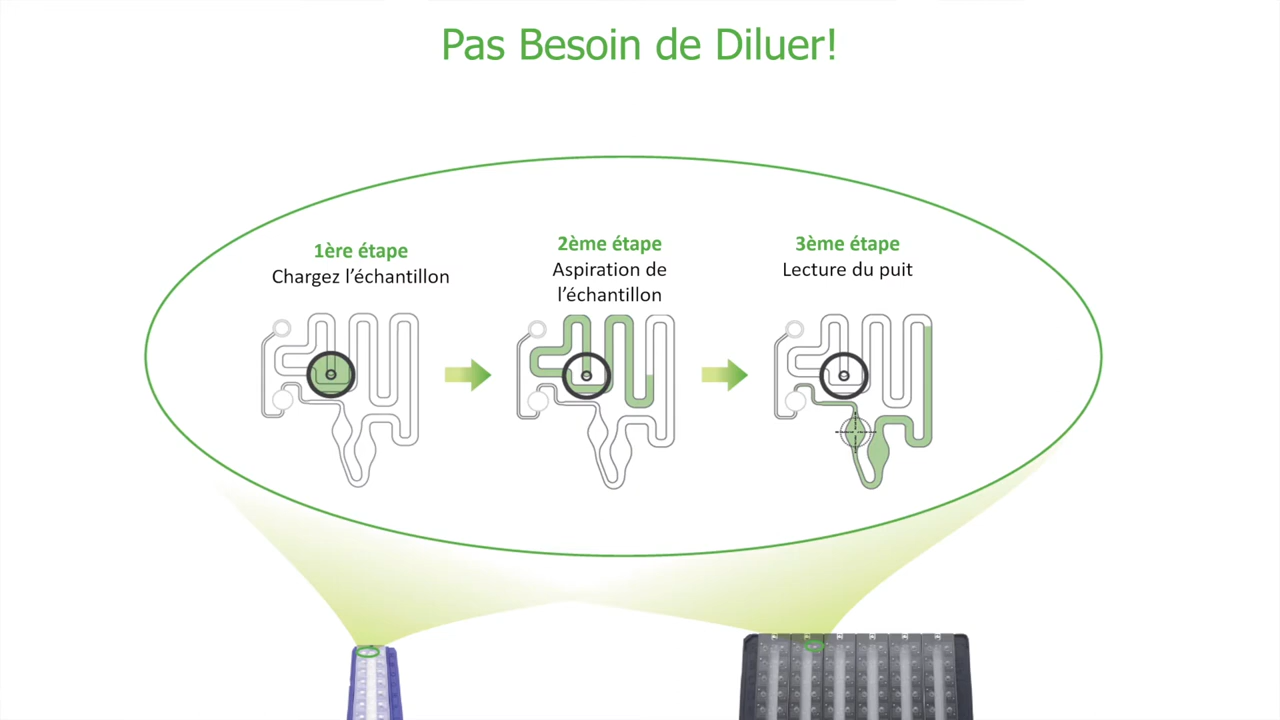 Pas Besoin de Diluer!
1ère étape
Chargez l'échantillon
2ème étape
Aspiration de
l'échantillon
3ème étape
Lecture du puit